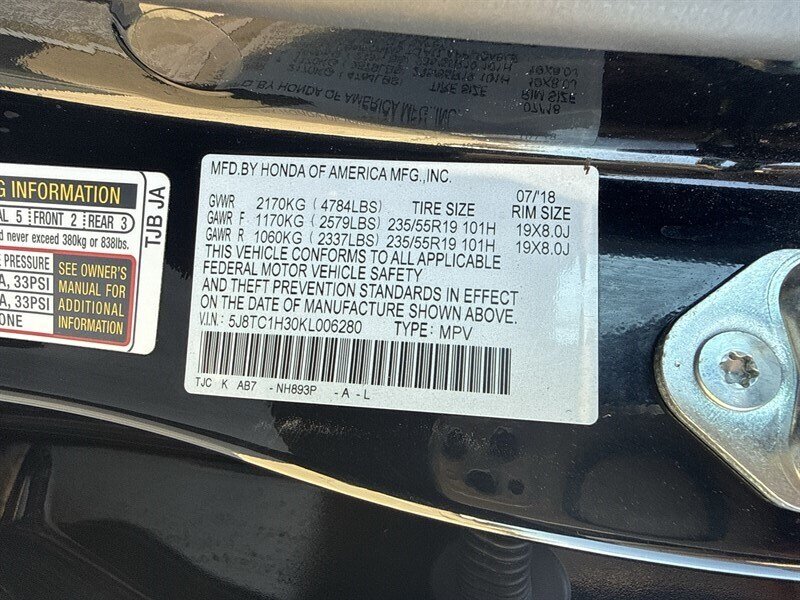 MFD.BY HONDA OF AMERICA MFG.,INC.
07/'18
GVWR 2170KG (4784LBS) TIRE SIZE RIM SIZE
GAWR F 1170KG (2579LBS) 235/55R19 101H 19X8.0J
GAWR R 1060KG (2337LBS) 235/55R19 101H 19X8.0J
THIS VEHICLE CONFORMS TO ALL APPLICABLE
FEDERAL MOTOR VEHICLE SAFETY
AND THEFT PREVENTION STANDARDS IN EFFECT
ON THE DATE OF MANUFACTURE SHOWN ABOVE.
V.I.N: 5J8TC1H30KL006280 TYPE: MPV
TJC K AB7 -NH893P -A-L
INFORMATION
5 FRONT 2 REAR 3
never exceed 380kg or 838lbs.
PRESSURE
33PSI
33PSI
SEE OWNER'S
MANUAL FOR
ADDITIONAL
INFORMATION
TJB JA